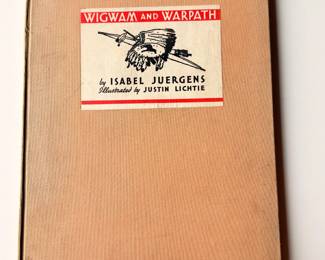 WIGWAM AND WARPATH
by ISABEL JUERGENS
Illustrated by JUSTIN LICHTIE